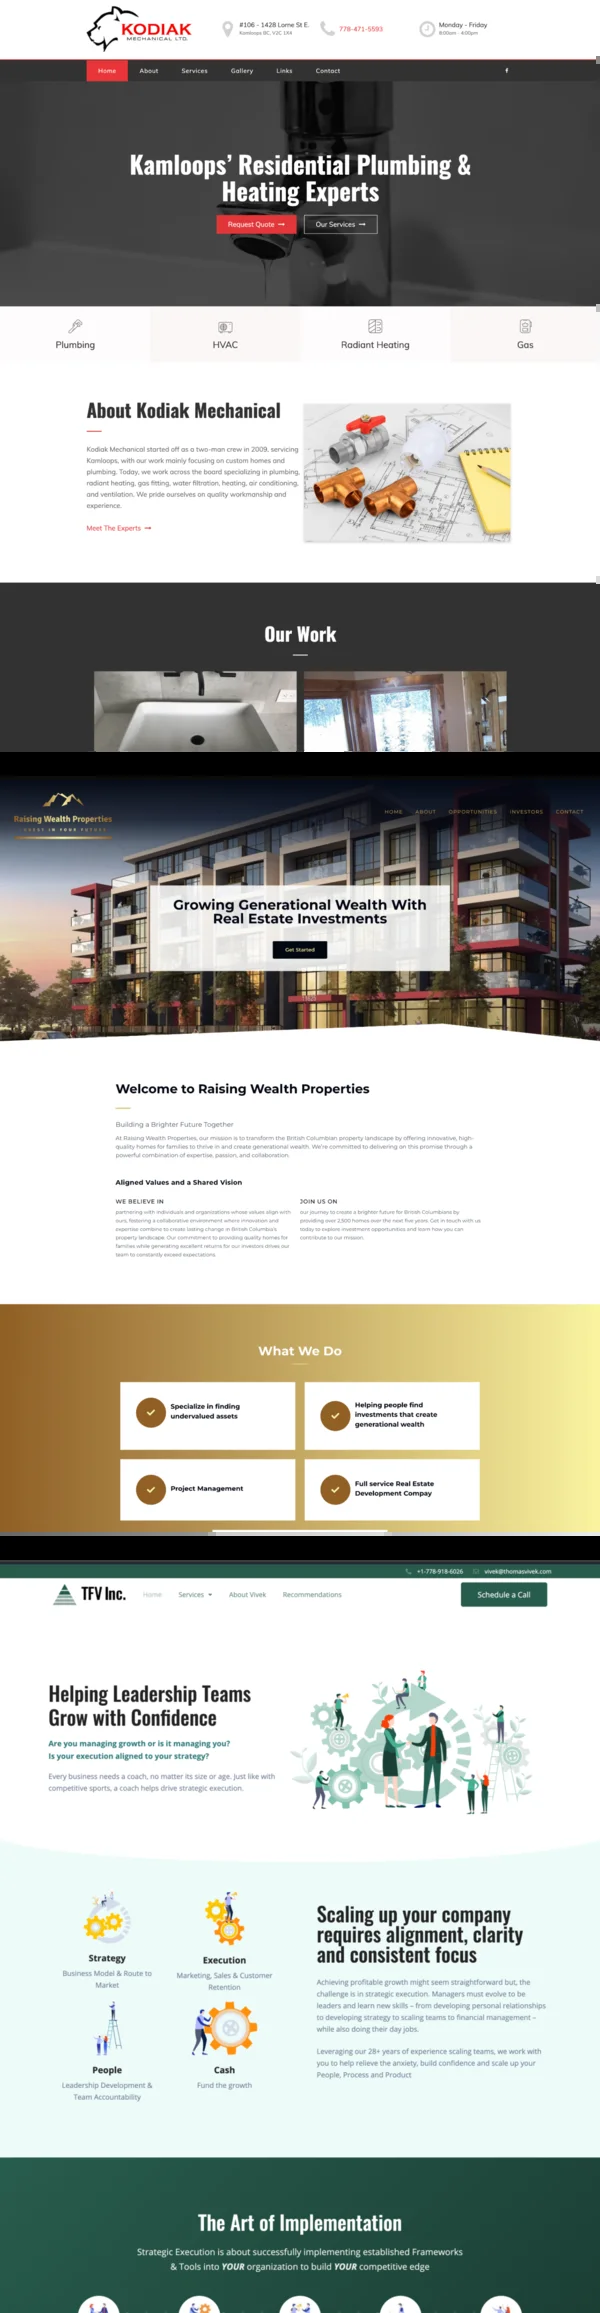 KODIAK
MECHANICAL LTD.
#106 - 1428 Lorne St E.
Kamloops BC, V2C 1X4
778-471-5593
Monday - Friday
8:00am - 4:00pm
Home About Services Gallery Links Contact
Kamloops’ Residential Plumbing &
Heating Experts
Request Quote
Our Services
Plumbing
HVAC
Radiant Heating
Gas
About Kodiak Mechanical
Kodiak Mechanical started off as a two-man crew in 2009, servicing
Kamloops, with our work mainly focusing on custom homes and
plumbing. Today, we work across the board specializing in plumbing,
radiant heating, gas fitting, water filtration, heating, air conditioning,
and ventilation. We pride ourselves on quality workmanship and
experience.
Meet The Experts
Our Work
Raising Wealth Properties
INVEST IN YOUR FUTURE
HOME ABOUT OPPORTUNITIES INVESTORS CONTACT
Growing Generational Wealth With
Real Estate Investments
Get Started
Welcome to Raising Wealth Properties
Building a Brighter Future Together
At Raising Wealth Properties, our mission is to transform the British Columbian property landscape by offering innovative, high-
quality homes for families to thrive in and create generational wealth. We're committed to delivering on this promise through a
powerful combination of expertise, passion, and collaboration.
Aligned Values and a Shared Vision
WE BELIEVE IN
partnering with individuals and organizations whose values align with
ours, fostering a collaborative environment where innovation and
expertise combine to create lasting change in British Columbia's
property landscape. Our commitment to providing quality homes for
families while generating excellent returns for our investors drives our
team to constantly exceed expectations.
JOIN US ON
our journey to create a brighter future for British Columbians by
providing over 2,500 homes over the next five years. Get in touch with us
today to explore investment opportunities and learn how you can
contribute to our mission.
What We Do
Specialize in finding
undervalued assets
Helping people find
investments that create
generational wealth
Project Management
Full service Real Estate
Development Compay
+1-778-918-6026
vivek@thomasvivek.com
TFV Inc.
Home Services About Vivek Recommendations
Schedule a Call
Helping Leadership Teams
Grow with Confidence
Are you managing growth or is it managing you?
Is your execution aligned to your strategy?
Every business needs a coach, no matter its size or age. Just like with
competitive sports, a coach helps drive strategic execution.
Strategy
Business Model & Route to
Market
Execution
Marketing, Sales & Customer
Retention
People
Leadership Development &
Team Accountability
Cash
Fund the growth
Scaling up your company
requires alignment, clarity
and consistent focus
Achieving profitable growth might seem straightforward but, the
challenge is in strategic execution. Managers must evolve to be
leaders and learn new skills – from developing personal relationships
to developing strategy to scaling teams to financial management –
while also doing their day jobs.
Leveraging our 28+ years of experience scaling teams, we work with
you to help relieve the anxiety, build confidence and scale up your
People, Process and Product
The Art of Implementation
Strategic Execution is about successfully implementing established Frameworks
& Tools into YOUR organization to build YOUR competitive edge